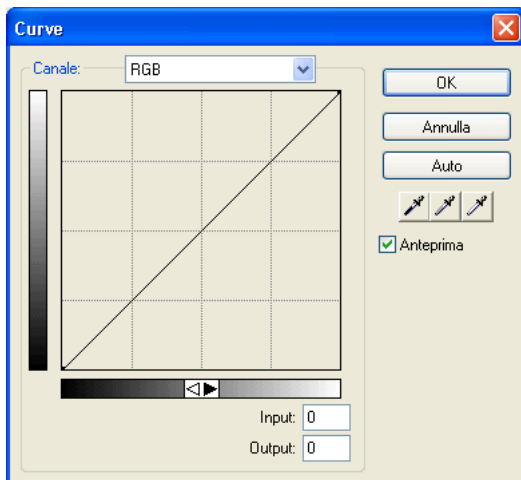 Curve
Canale: RGB
OK
Annulla
Auto
Anteprima
Input: 0
Output: 0